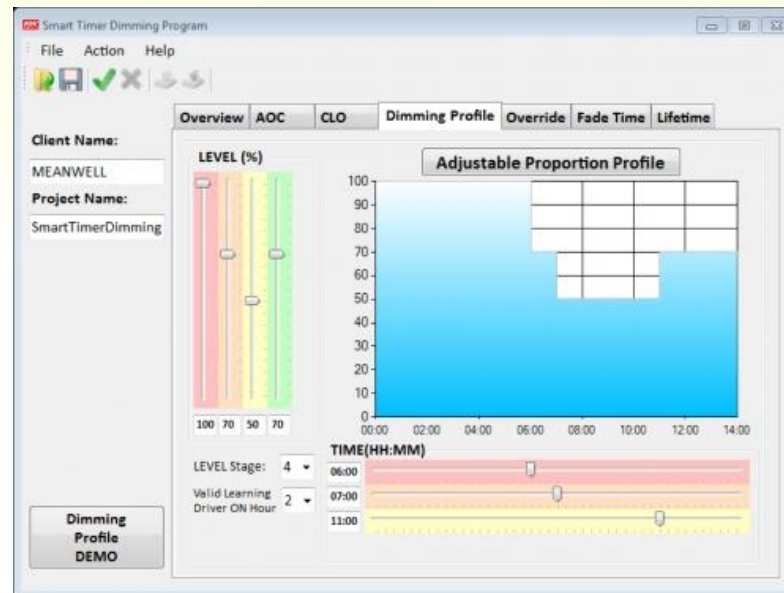 Smart Timer Dimming Program
File Action Help
Overview AOC CLO Dimming Profile Override Fade Time Lifetime
Client Name:
MEANWELL
Project Name:
SmartTimerDimming
LEVEL (%)
100 70 50 70
LEVEL Stage: 4
Valid Learning
Driver ON Hour 2
Adjustable Proportion Profile
100
90
80
70
60
50
40
30
20
10
0
00:00 02:00 04:00 06:00 08:00 10:00 12:00 14:00
TIME(HH:MM)
06:00
07:00
11:00
Dimming
Profile
DEMO